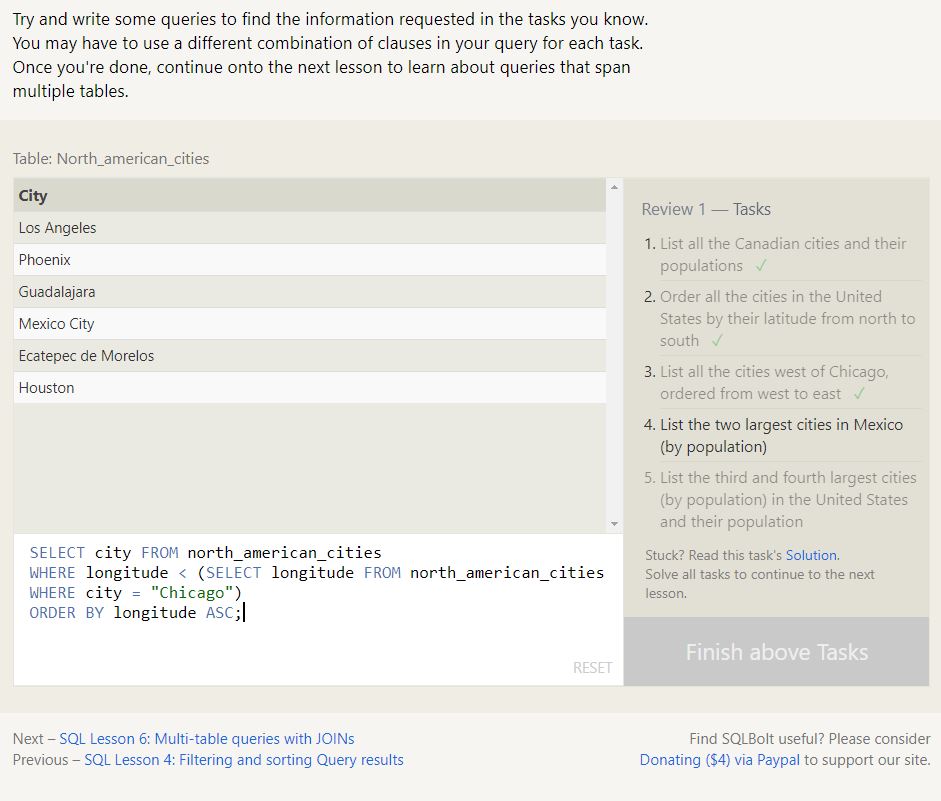 Try and write some queries to find the information requested in the tasks you know.
You may have to use a different combination of clauses in your query for each task.
Once you're done, continue onto the next lesson to learn about queries that span
multiple tables.
Table: North_american_cities
City
Los Angeles
Phoenix
Guadalajara
Mexico City
Ecatepec de Morelos
Houston
SELECT city FROM north_american_cities
WHERE longitude < (SELECT longitude FROM north_american_cities
WHERE city = "Chicago")
ORDER BY longitude ASC;
RESET
Review 1 — Tasks
1. List all the Canadian cities and their
populations ✓
2. Order all the cities in the United
States by their latitude from north to
south ✓
3. List all the cities west of Chicago,
ordered from west to east ✓
4. List the two largest cities in Mexico
(by population)
5. List the third and fourth largest cities
(by population) in the United States
and their population
Stuck? Read this task's Solution.
Solve all tasks to continue to the next
lesson.
Finish above Tasks
Next – SQL Lesson 6: Multi-table queries with JOINs
Previous – SQL Lesson 4: Filtering and sorting Query results
Find SQLBolt useful? Please consider
Donating ($4) via Paypal to support our site.